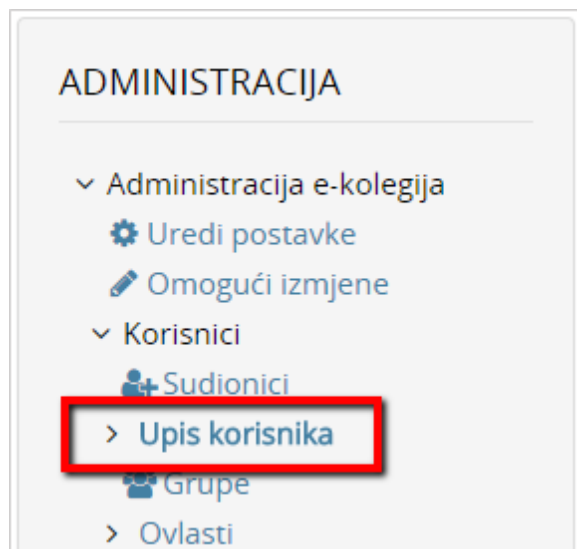 ADMINISTRACIJA
Administracija e-kolegija
Uredi postavke
Omogući izmjene
Korisnici
Sudionici
Upis korisnika
Grupe
Ovlasti